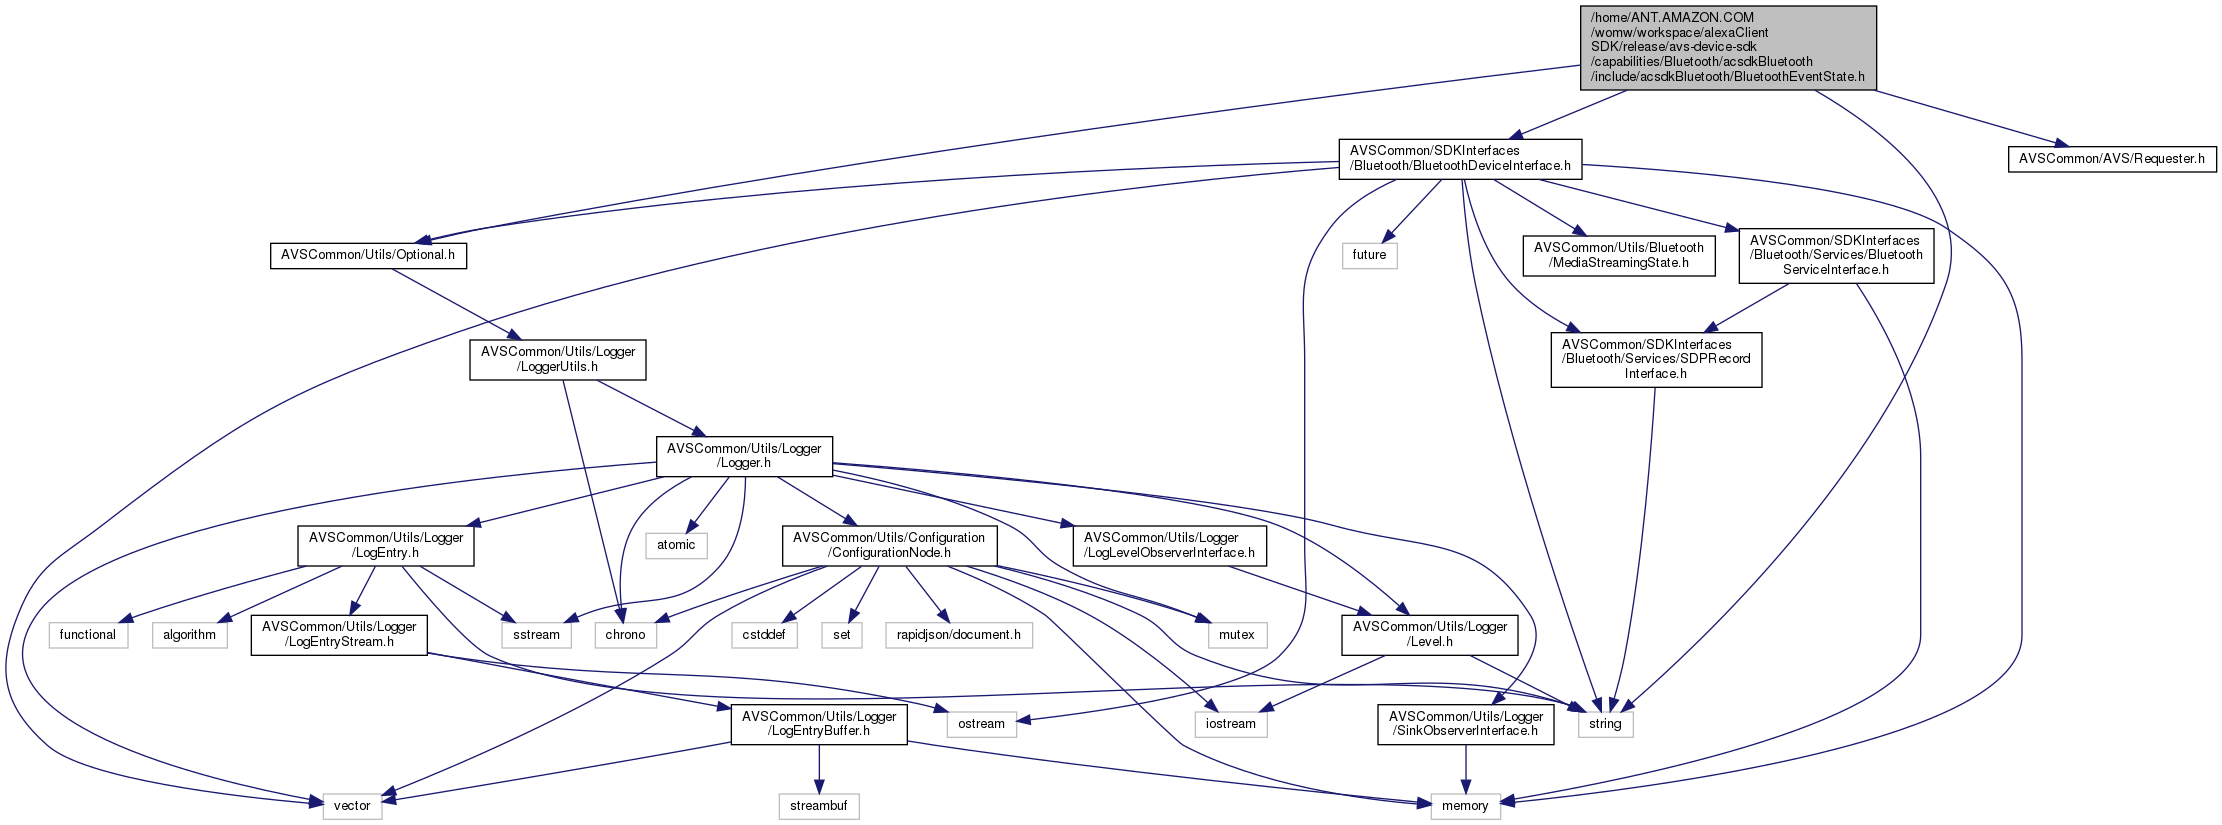 /home/ANT.AMAZON.COM
/womw/workspace/alexaClient
SDK/release/avs-device-sdk
/capabilities/Bluetooth/acsdkBluetooth
/include/acsdkBluetooth/BluetoothEventState.h
AVSCommon/SDKInterfaces
/Bluetooth/BluetoothDeviceInterface.h
AVSCommon/AVS/Requester.h
AVSCommon/Utils/Optional.h
future
AVSCommon/Utils/Bluetooth
/MediaStreamingState.h
AVSCommon/SDKInterfaces
/Bluetooth/Services/Bluetooth
ServiceInterface.h
AVSCommon/Utils/Logger
/LoggerUtils.h
AVSCommon/SDKInterfaces
/Bluetooth/Services/SDPRecord
Interface.h
AVSCommon/Utils/Logger
/Logger.h
AVSCommon/Utils/Logger
/LogEntry.h
atomic
AVSCommon/Utils/Configuration
/ConfigurationNode.h
AVSCommon/Utils/Logger
/LogLevelObserverInterface.h
functional
algorithm
AVSCommon/Utils/Logger
/LogEntryStream.h
sstream
chrono
cstddef
set
rapidjson/document.h
mutex
AVSCommon/Utils/Logger
/Level.h
AVSCommon/Utils/Logger
/LogEntryBuffer.h
ostream
iostream
AVSCommon/Utils/Logger
/SinkObserverInterface.h
string
vector
streambuf
memory